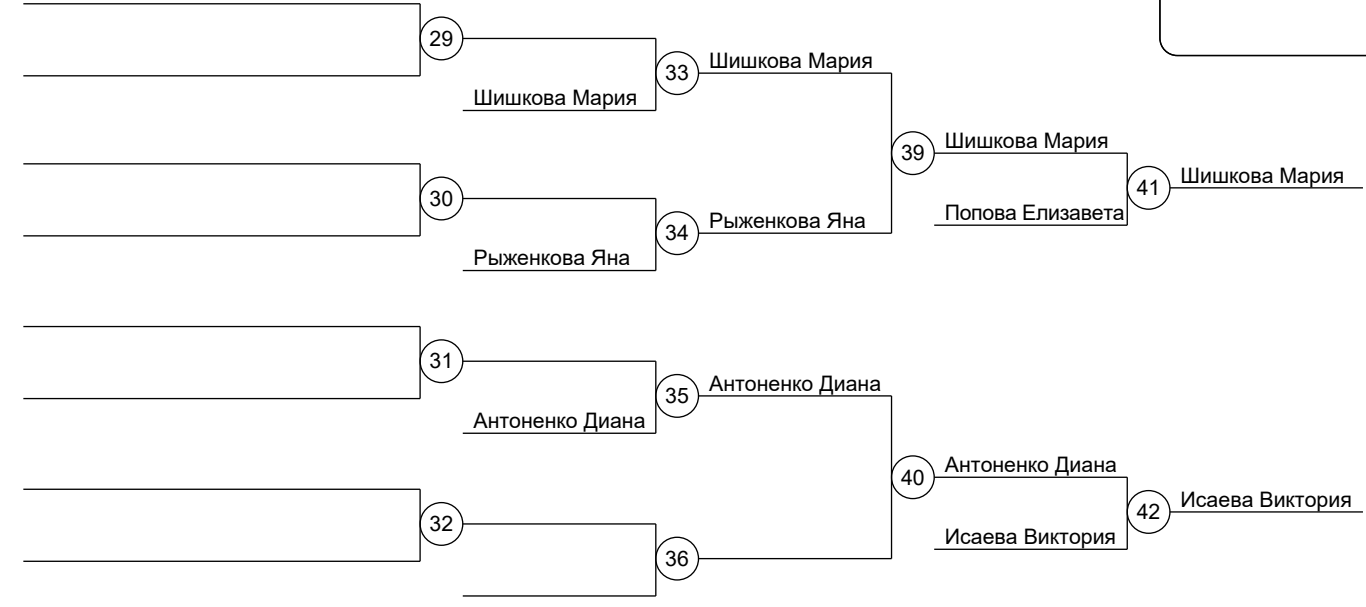 29
33
Шишкова Мария
Шишкова Мария
39
Шишкова Мария
30
41
Шишкова Мария
34
Рыженкова Яна
Попова Елизавета
Рыженкова Яна
31
35
Антоненко Диана
Антоненко Диана
40
Антоненко Диана
32
42
Исаева Виктория
36
Исаева Виктория